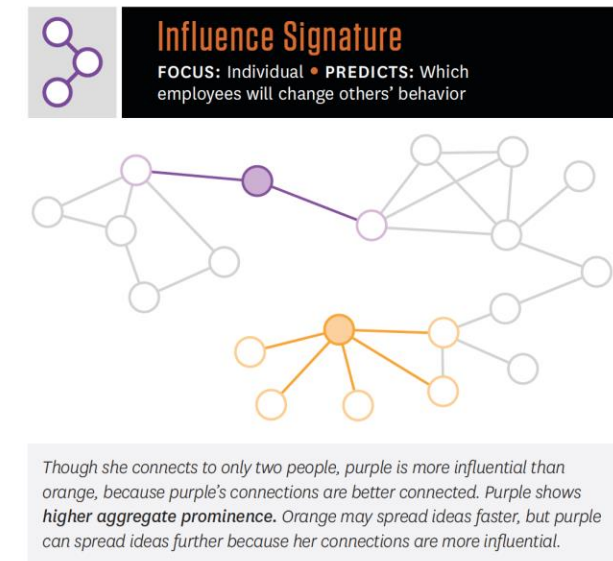 Influence Signature
FOCUS: Individual • PREDICTS: Which
employees will change others’ behavior
Though she connects to only two people, purple is more influential than
orange, because purple’s connections are better connected. Purple shows
higher aggregate prominence. Orange may spread ideas faster, but purple
can spread ideas further because her connections are more influential.